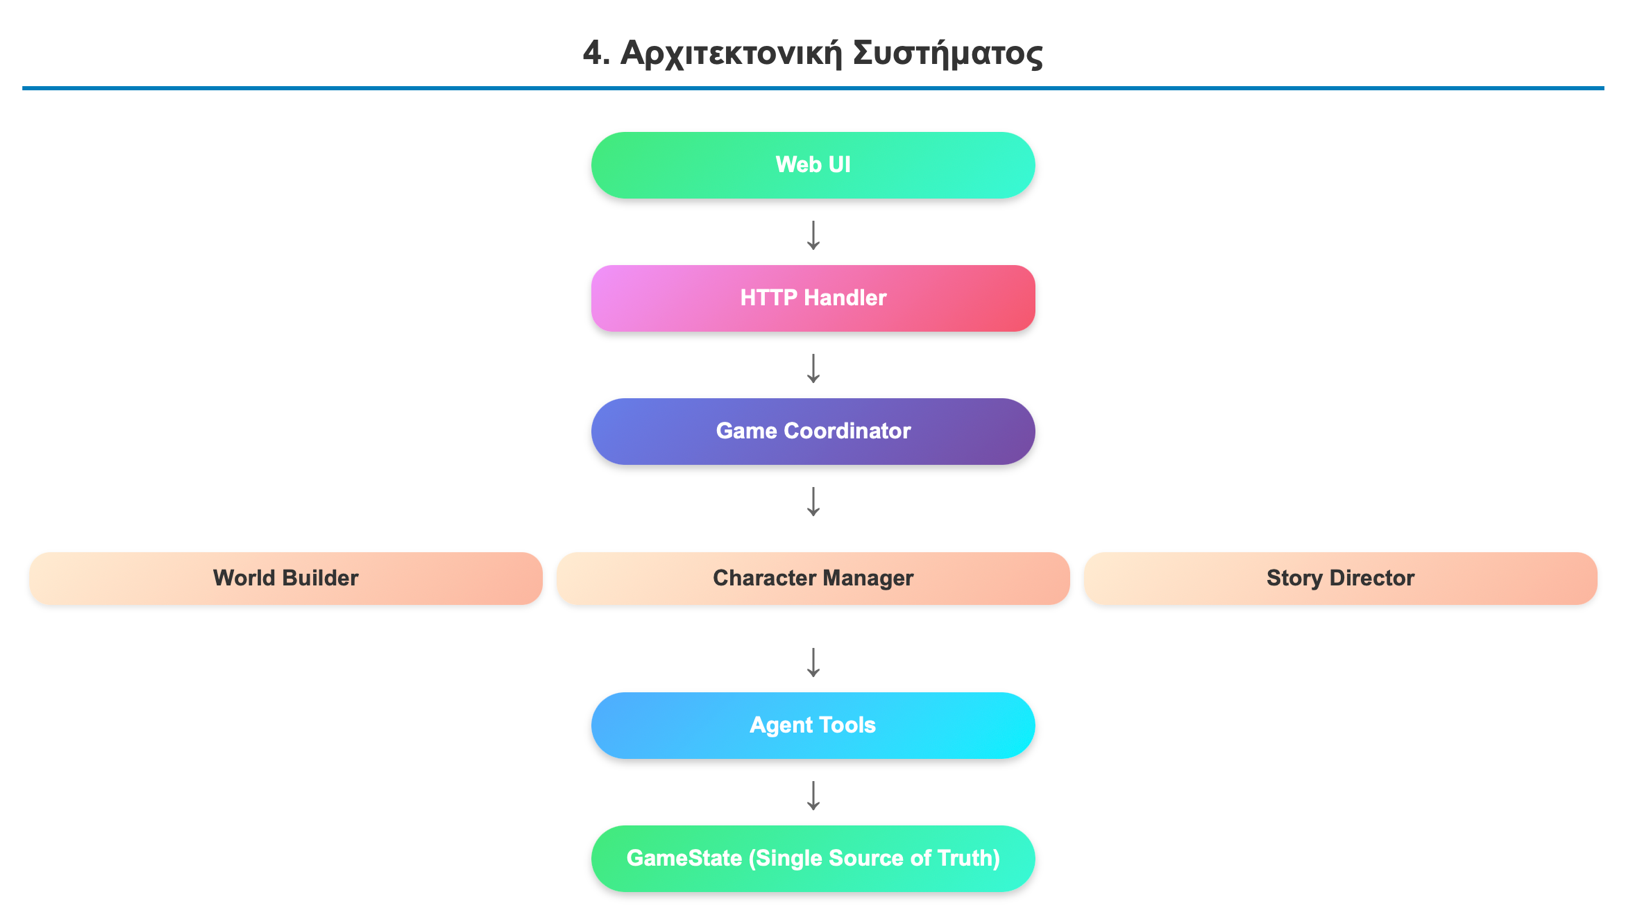 4. Αρχιτεκτονική Συστήματος
Web UI
↓
HTTP Handler
↓
Game Coordinator
↓
World Builder
Character Manager
Story Director
↓
Agent Tools
↓
GameState (Single Source of Truth)